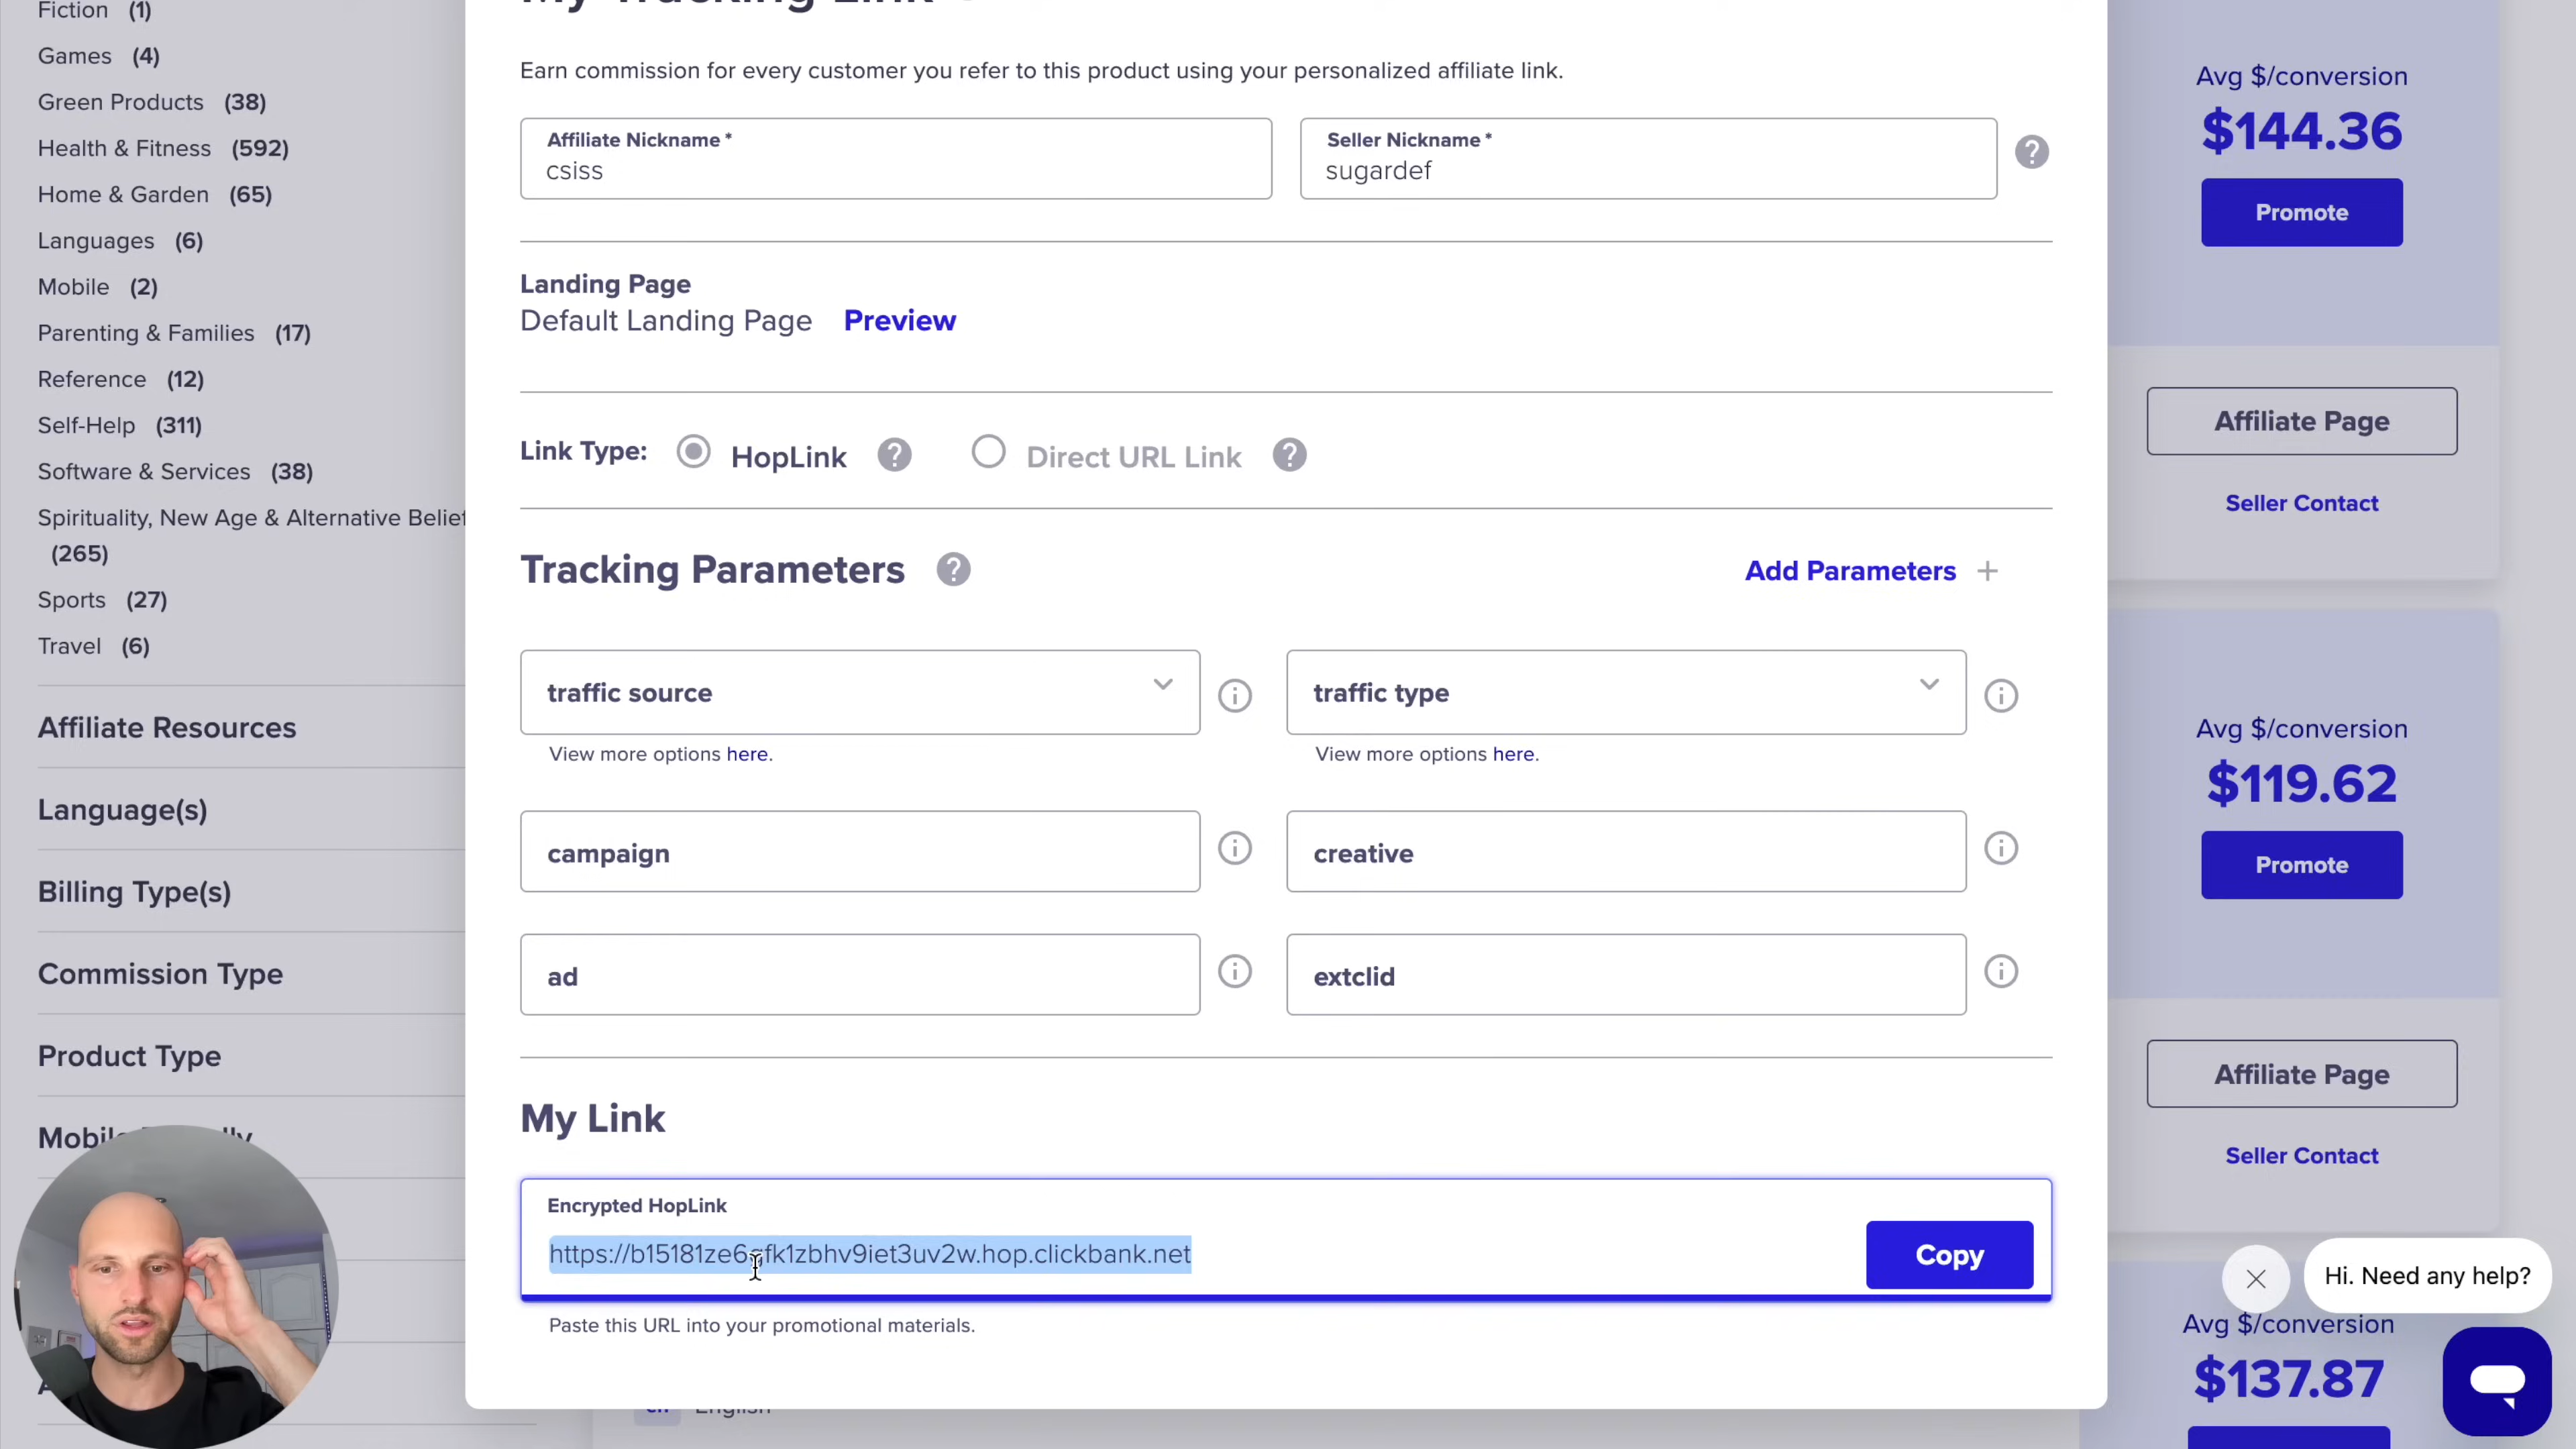 Fiction (1)
Games (4)
Green Products (38)
Health & Fitness (592)
Home & Garden (65)
Languages (6)
Mobile (2)
Parenting & Families (17)
Reference (12)
Self-Help (311)
Software & Services (38)
Spirituality, New Age & Alternative Belief
(265)
Sports (27)
Travel (6)
Affiliate Resources
Language(s)
Billing Type(s)
Commission Type
Product Type
My Tracking Link
Earn commission for every customer you refer to this product using your personalized affiliate link.
Affiliate Nickname *
csiss
Seller Nickname *
sugardef
Landing Page
Default Landing Page Preview
Link Type: HopLink Direct URL Link
Tracking Parameters
Add Parameters +
traffic source
View more options here.
traffic type
View more options here.
campaign
creative
ad
extclid
My Link
Encrypted HopLink
.hop.clickbank.net
Copy
Paste this URL into your promotional materials.
English
Avg $/conversion
$144.36
Promote
Affiliate Page
Seller Contact
Avg $/conversion
$119.62
Promote
Affiliate Page
Seller Contact
Hi. Need any help?
Avg $/conversion
$137.87